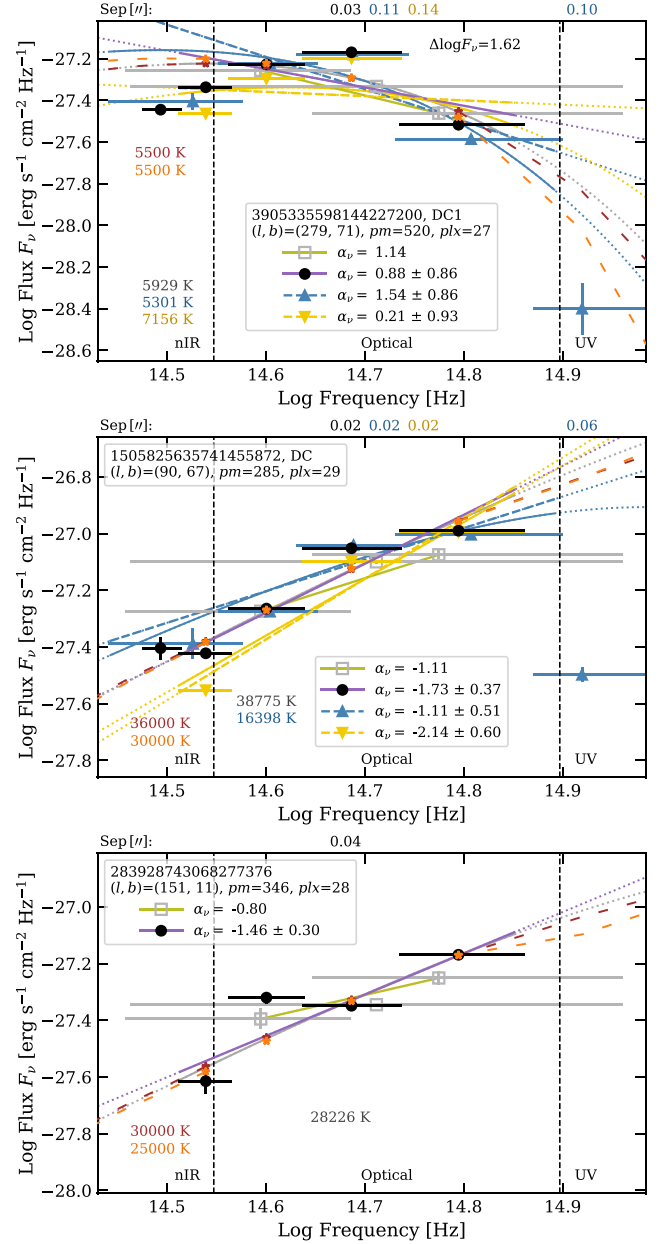 Sep ["]: 0.03 0.11 0.14 0.10
ΔlogFν=1.62
−27.2
−27.4
−27.6
−27.8
−28.0
−28.2
−28.4
−28.6
Log Flux Fν [erg s−1 cm−2 Hz−1]
5500 K
5500 K
3905335598144227200, DC1
(l, b)=(279, 71), pm=520, plx=27
αν = 1.14
αν = 0.88 ± 0.86
αν = 1.54 ± 0.86
αν = 0.21 ± 0.93
5929 K
5301 K
7156 K
nIR Optical UV
14.5 14.6 14.7 14.8 14.9
Log Frequency [Hz]
Sep ["]: 0.02 0.02 0.02 0.06
1505825635741455872, DC
(l, b)=(90, 67), pm=285, plx=29
−26.8
−27.0
−27.2
−27.4
−27.6
−27.8
Log Flux Fν [erg s−1 cm−2 Hz−1]
αν = -1.11
αν = -1.73 ± 0.37
αν = -1.11 ± 0.51
αν = -2.14 ± 0.60
38775 K
16398 K
36000 K
30000 K
nIR Optical UV
14.5 14.6 14.7 14.8 14.9
Log Frequency [Hz]
Sep ["]: 0.04
283928743068277376
(l, b)=(151, 11), pm=346, plx=28
αν = -0.80
αν = -1.46 ± 0.30
−27.0
−27.2
−27.4
−27.6
−27.8
−28.0
Log Flux Fν [erg s−1 cm−2 Hz−1]
28226 K
30000 K
25000 K
nIR Optical UV
14.5 14.6 14.7 14.8 14.9
Log Frequency [Hz]